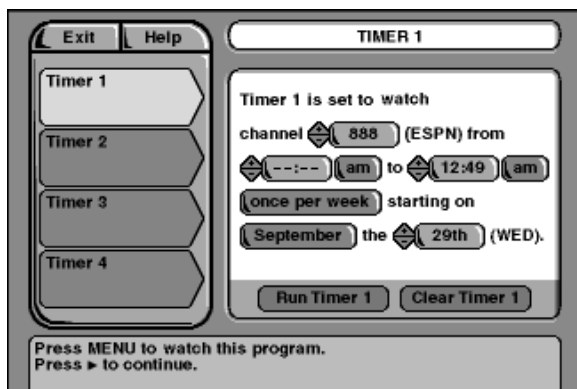 Exit Help
TIMER 1
Timer 1
Timer 2
Timer 3
Timer 4
Timer 1 is set to watch
channel 888 (ESPN) from
--:-- am to 12:49 am
once per week starting on
September the 29th (WED).
Run Timer 1 Clear Timer 1
Press MENU to watch this program.
Press ► to continue.